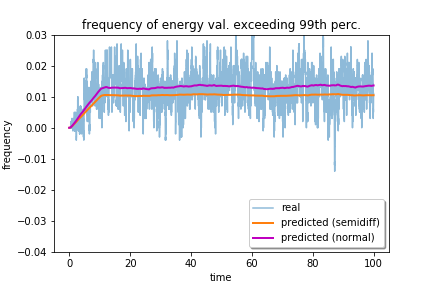 frequency of energy val. exceeding 99th perc.
0.03
0.02
0.01
0.00
−0.01
−0.02
−0.03
−0.04
frequency
0
20
40
60
80
100
time
real
predicted (semidiff)
predicted (normal)